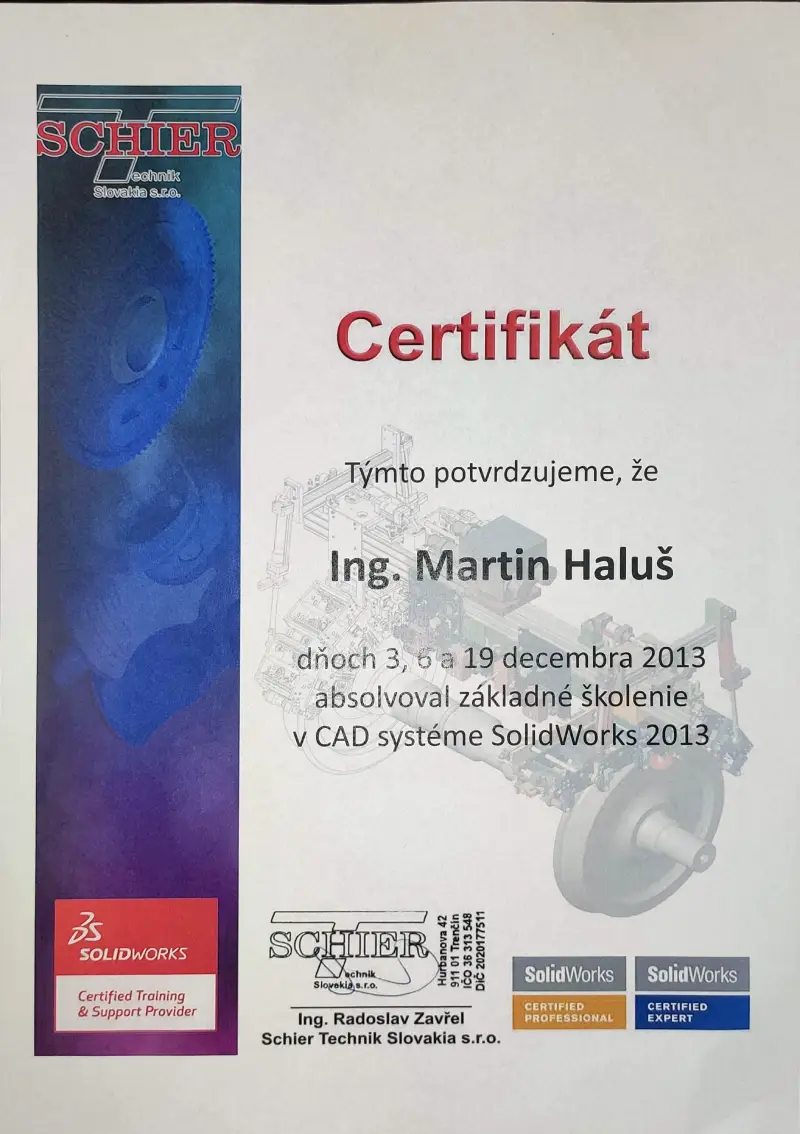 SCHIER
Technik
Slovakia s.r.o.
Certifikát
Týmto potvrdzujeme, že
Ing. Martin Haluš
dňoch 3, 6 a 19 decembra 2013
absolvoval základné školenie
v CAD systéme SolidWorks 2013
SOLIDWORKS
Certified Training
& Support Provider
SCHIER
Technik
Slovakia s.r.o.
Hurbanova 42
911 01 Trenčín
IČO 36 313 548
DIČ 2020177511
Ing. Radoslav Zavřel
Schier Technik Slovakia s.r.o.
SolidWorks
CERTIFIED
PROFESSIONAL
SolidWorks
CERTIFIED
EXPERT